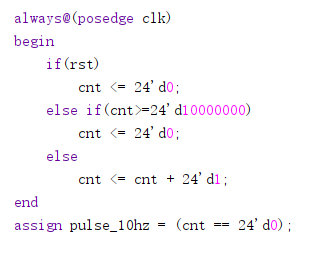 always@(posedge clk)
begin
if(rst)
cnt <= 24'd0;
else if(cnt>=24'd10000000)
cnt <= 24'd0;
else
cnt <= cnt + 24'd1;
end
assign pulse_10hz = (cnt == 24'd0);